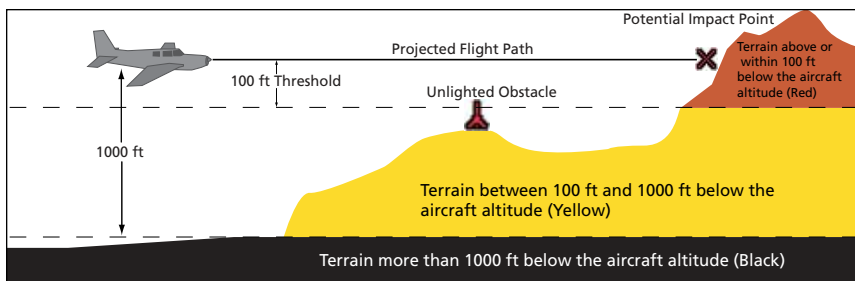 Potential Impact Point
Projected Flight Path
Terrain above or
within 100 ft
below the aircraft
altitude (Red)
100 ft Threshold
Unlighted Obstacle
1000 ft
Terrain between 100 ft and 1000 ft below the
aircraft altitude (Yellow)
Terrain more than 1000 ft below the aircraft altitude (Black)